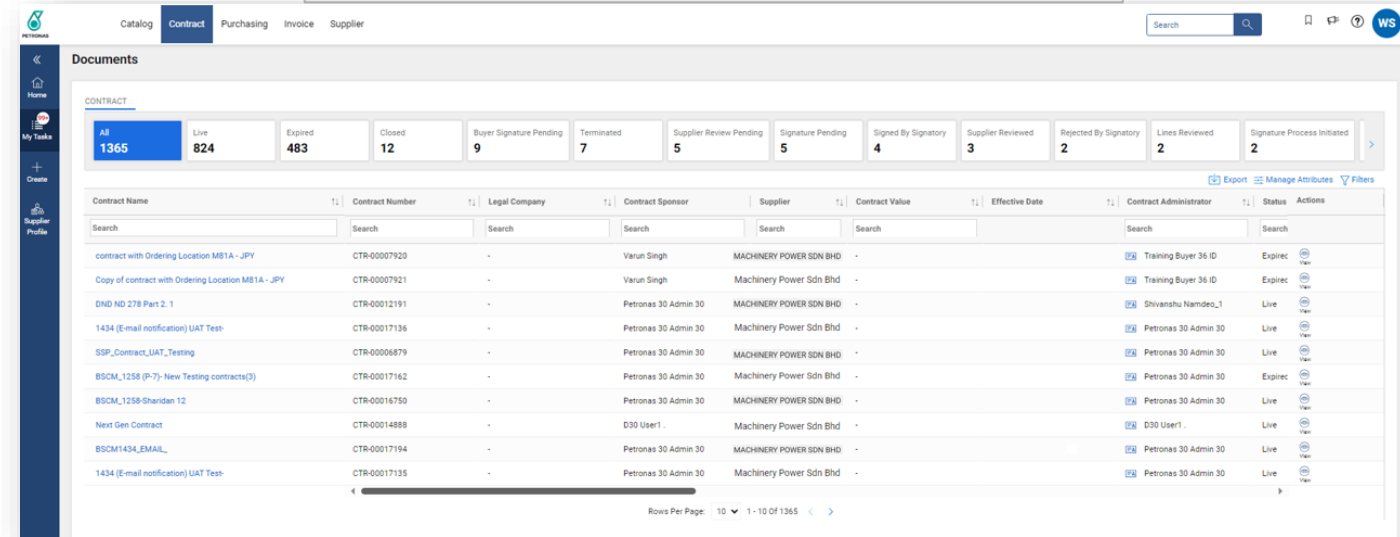 PETRONAS
Catalog Contract Purchasing Invoice Supplier Search WS
Home
99+
My Tasks
Create
Supplier
Profile
Documents
CONTRACT
All Live Expired Closed Buyer Signature Pending Terminated Supplier Review Pending Signature Pending Signed By Signatory Supplier Reviewed Rejected By Signatory Lines Reviewed Signature Process Initiated
1365 824 483 12 9 7 5 5 4 3 2 2 2
Export Manage Attributes Filters
Contract Name Contract Number Legal Company Contract Sponsor Supplier Contract Value Effective Date Contract Administrator Status Actions
Search Search Search Search Search Search Search Search
contract with Ordering Location M81A - JPY CTR-00007920 - Varun Singh MACHINERY POWER SDN BHD - Training Buyer 36 ID Expired View
Copy of contract with Ordering Location M81A - JPY CTR-00007921 - Varun Singh Machinery Power Sdn Bhd - Training Buyer 36 ID Expired View
DND ND 278 Part 2. 1 CTR-00012191 - Petronas 30 Admin 30 MACHINERY POWER SDN BHD - Shivanshu Namdeo_1 Live View
1434 (E-mail notification) UAT Test- CTR-00017136 - Petronas 30 Admin 30 Machinery Power Sdn Bhd - Petronas 30 Admin 30 Live View
SSP_Contract_UAT_Testing CTR-00006879 - Petronas 30 Admin 30 MACHINERY POWER SDN BHD - Petronas 30 Admin 30 Live View
BSCM_1258 (P-7)- New Testing contracts(3) CTR-00017162 - Petronas 30 Admin 30 Machinery Power Sdn Bhd - Petronas 30 Admin 30 Expired View
BSCM_1258-Sharidan 12 CTR-00016750 - Petronas 30 Admin 30 MACHINERY POWER SDN BHD - Petronas 30 Admin 30 Live View
Next Gen Contract CTR-00014888 - D30 User1 . Machinery Power Sdn Bhd - D30 User1 . Live View
BSCM1434_EMAIL_ CTR-00017194 - Petronas 30 Admin 30 MACHINERY POWER SDN BHD - Petronas 30 Admin 30 Live View
1434 (E-mail notification) UAT Test- CTR-00017135 - Petronas 30 Admin 30 Machinery Power Sdn Bhd - Petronas 30 Admin 30 Live View
Rows Per Page: 10 1 - 10 Of 1365